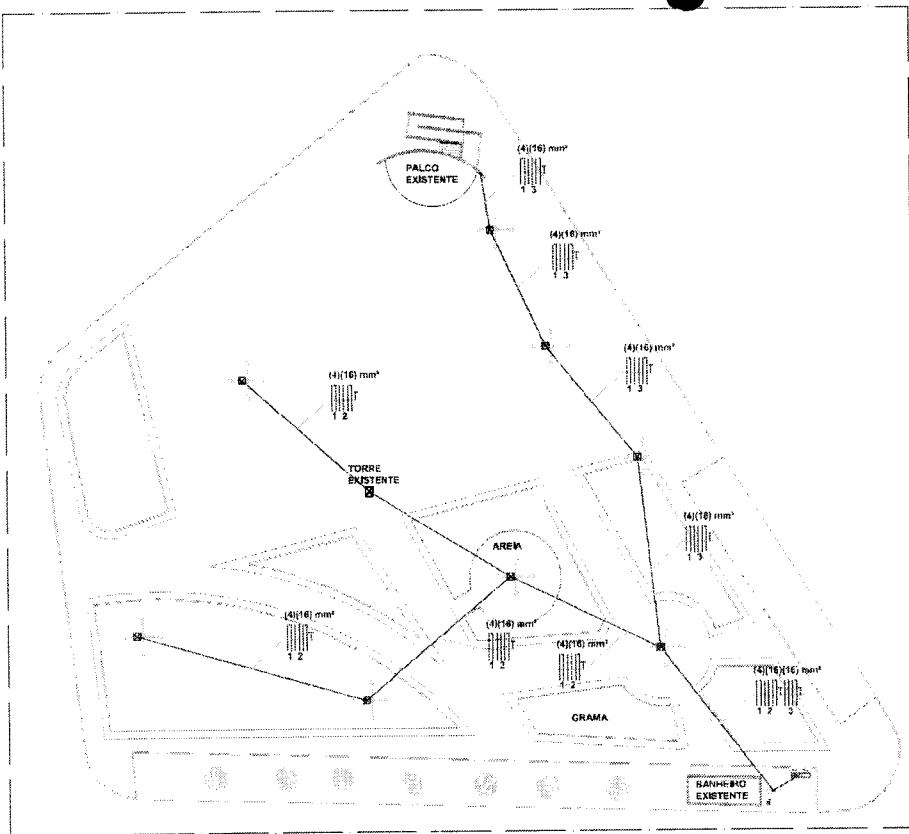 (4)(16) mm²
T
1 3
PALCO
EXISTENTE
(4)(16) mm²
T
1 3
(4)(16) mm²
T
1 3
(4)(16) mm²
T
1 2
TORRE
EXISTENTE
(4)(16) mm²
T
1 3
AREIA
(4)(16) mm²
T
1 2
(4)(16) mm²
T
1 2
(4)(16) mm²
T
1 2
(4)(16)(16) mm²
T T
1 2 3
GRAMA
BANHEIRO
EXISTENTE